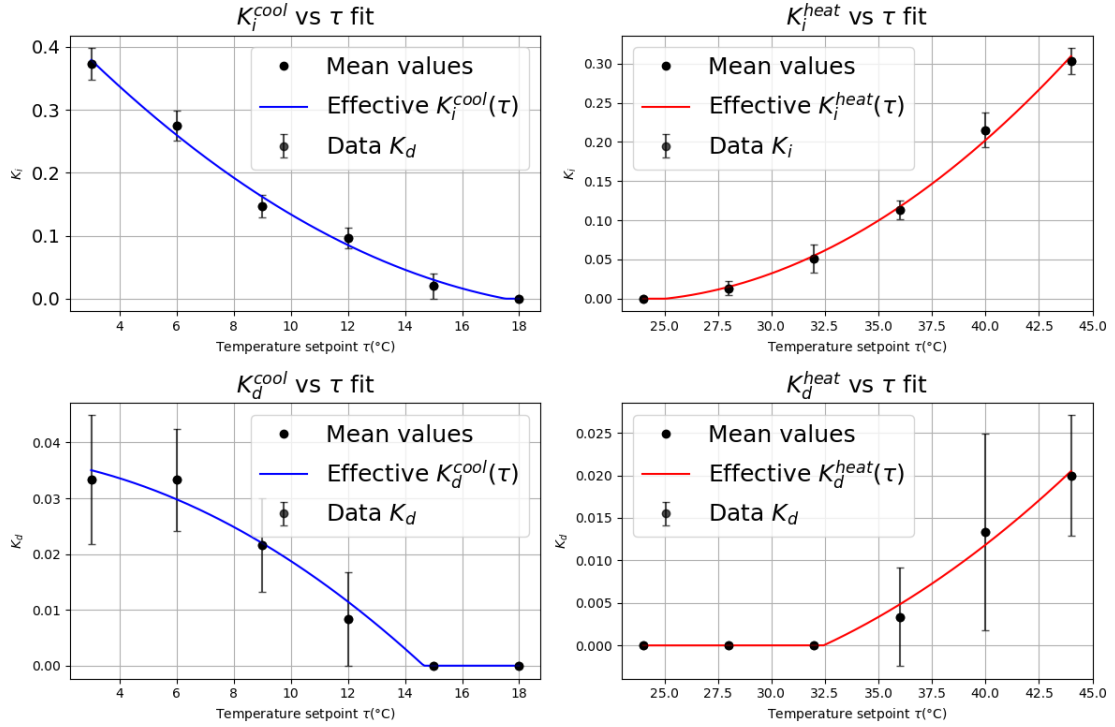 K_i^{cool} vs τ fit
0.4
0.3
0.2
0.1
0.0
K_i
Mean values
Effective K_i^{cool}(τ)
Data K_d
4 6 8 10 12 14 16 18
Temperature setpoint τ(°C)
K_i^{heat} vs τ fit
0.30
0.25
0.20
0.15
0.10
0.05
0.00
K_i
Mean values
Effective K_i^{heat}(τ)
Data K_i
25.0 27.5 30.0 32.5 35.0 37.5 40.0 42.5 45.0
Temperature setpoint τ(°C)
K_d^{cool} vs τ fit
0.04
0.03
0.02
0.01
0.00
K_d
Mean values
Effective K_d^{cool}(τ)
Data K_d
4 6 8 10 12 14 16 18
Temperature setpoint τ(°C)
K_d^{heat} vs τ fit
0.025
0.020
0.015
0.010
0.005
0.000
K_d
Mean values
Effective K_d^{heat}(τ)
Data K_d
25.0 27.5 30.0 32.5 35.0 37.5 40.0 42.5 45.0
Temperature setpoint τ(°C)